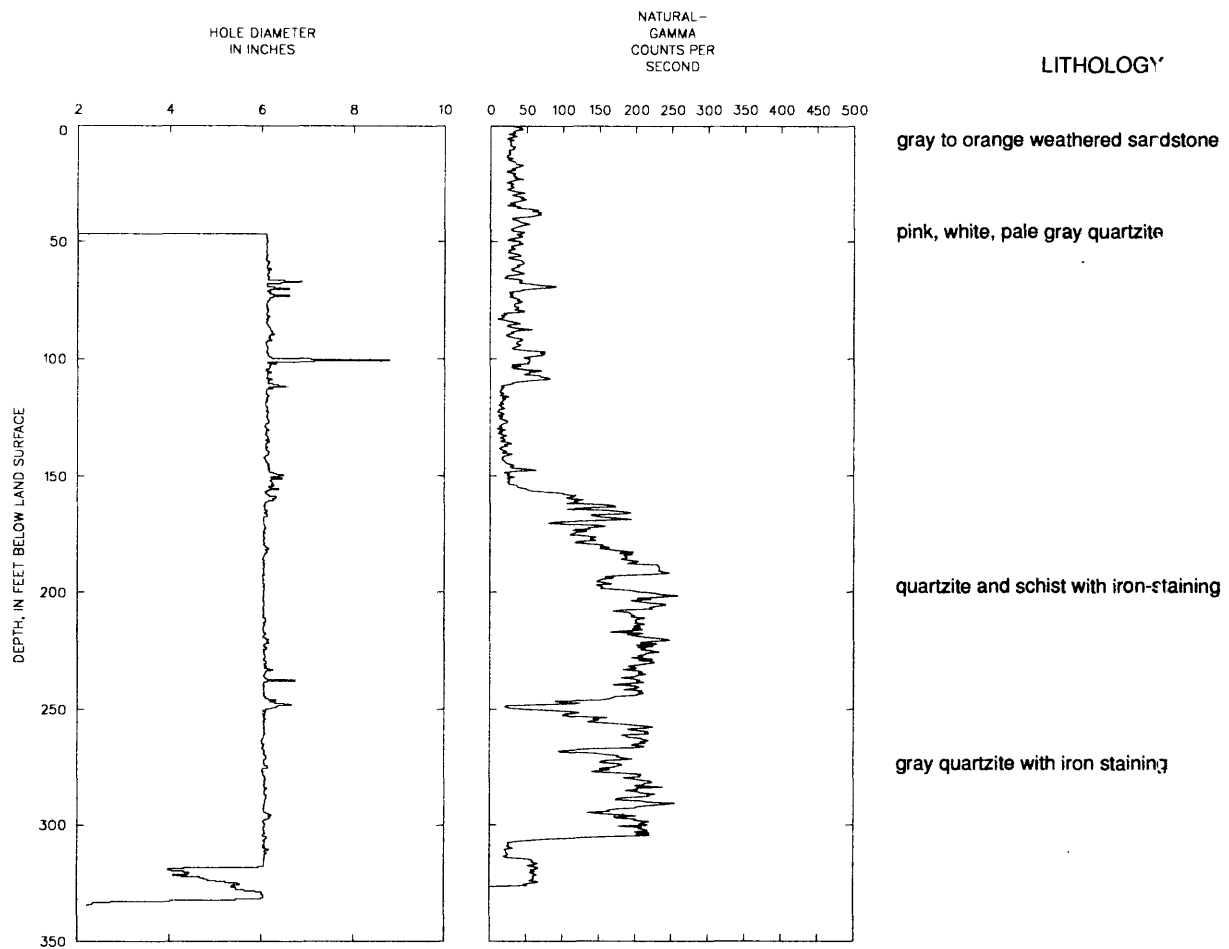 HOLE DIAMETER
IN INCHES
NATURAL-
GAMMA
COUNTS PER
SECOND
LITHOLOGY
2 4 6 8 10
0 50 100 150 200 250 300 350 400 450 500
0
50
100
150
200
250
300
350
DEPTH, IN FEET BELOW LAND SURFACE
gray to orange weathered sandstone
pink, white, pale gray quartzite
quartzite and schist with iron-staining
gray quartzite with iron staining